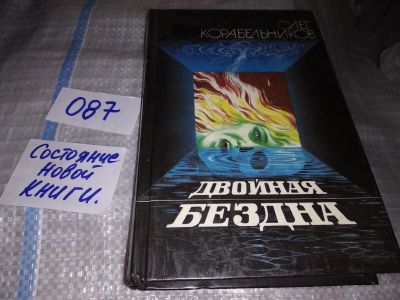 ОЛЕГ
КОРАБЕЛЬНИКОВ
087
Состояние
новой
книги.
ДВОЙНАЯ
БЕЗДНА